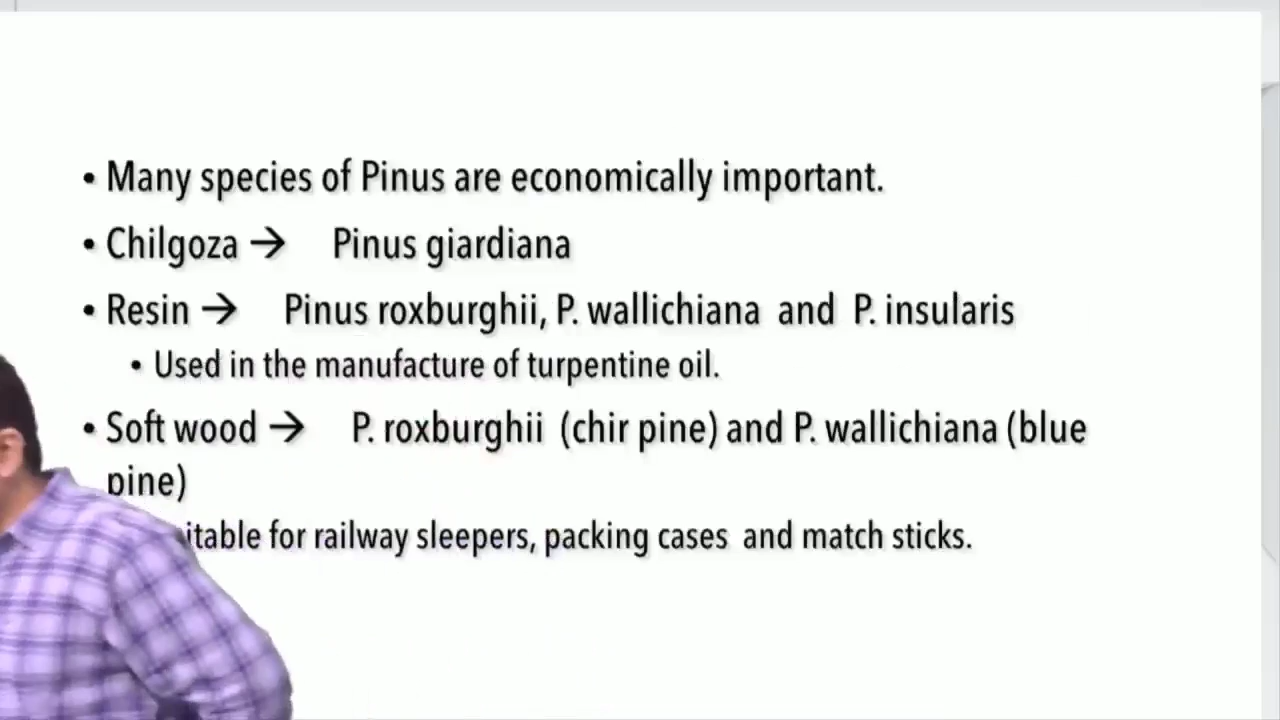 • Many species of Pinus are economically important.
• Chilgoza → Pinus giardiana
• Resin → Pinus roxburghii, P. wallichiana and P. insularis
• Used in the manufacture of turpentine oil.
• Soft wood → P. roxburghii (chir pine) and P. wallichiana (blue
pine)
for railway sleepers, packing cases and match sticks.